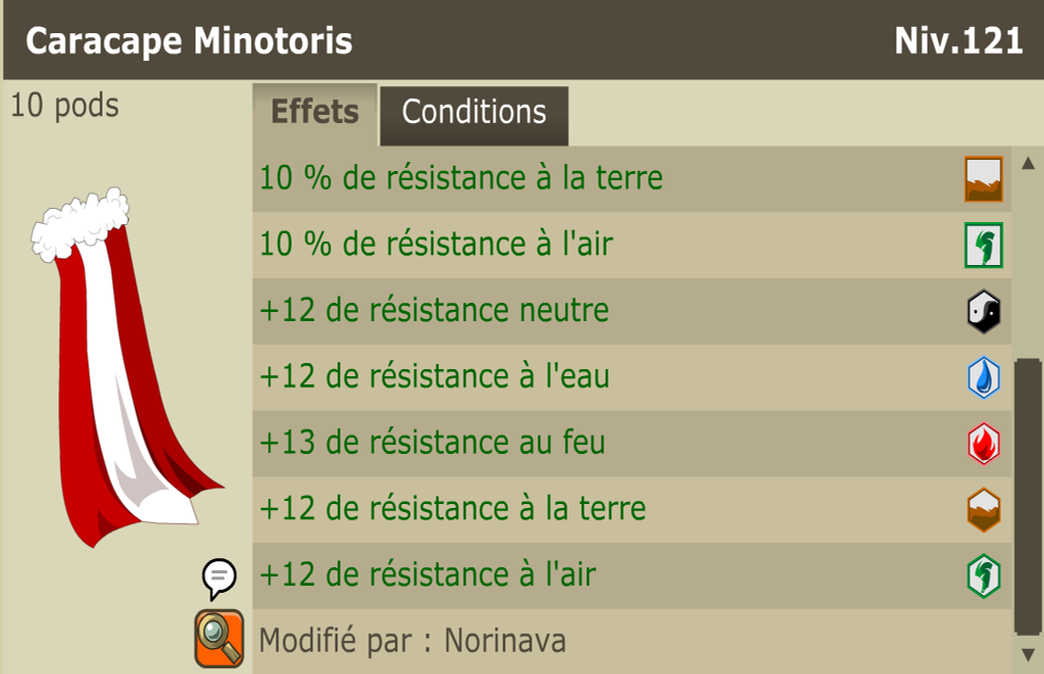 Caracape Minotoris
Niv.121
10 pods
Effets
Conditions
10 % de résistance à la terre
10 % de résistance à l'air
+12 de résistance neutre
+12 de résistance à l'eau
+13 de résistance au feu
+12 de résistance à la terre
+12 de résistance à l'air
Modifié par : Norinava